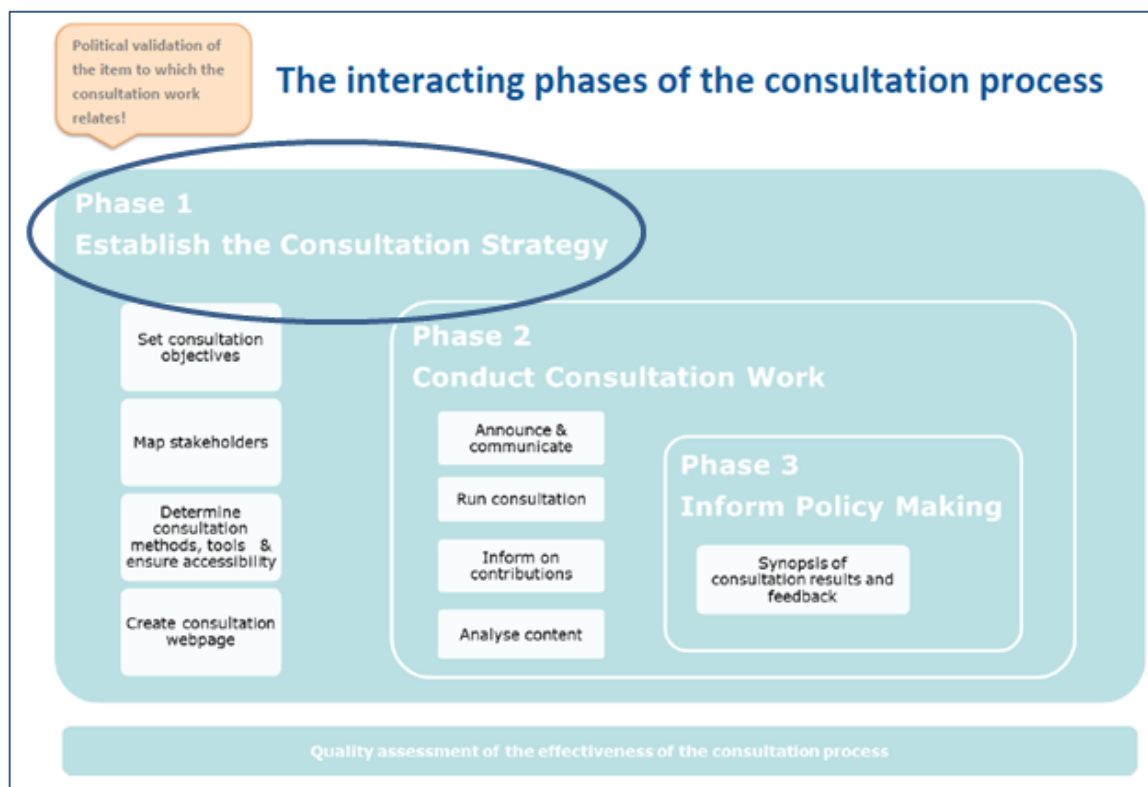 Political validation of
the item to which the
consultation work
relates!
The interacting phases of the consultation process
Phase 1
Establish the Consultation Strategy
Set consultation
objectives
Map stakeholders
Determine
consultation
methods, tools &
ensure accessibility
Create consultation
webpage
Phase 2
Conduct Consultation Work
Announce &
communicate
Run consultation
Inform on
contributions
Analyse content
Phase 3
Inform Policy Making
Synopsis of
consultation results and
feedback
Quality assessment of the effectiveness of the consultation process